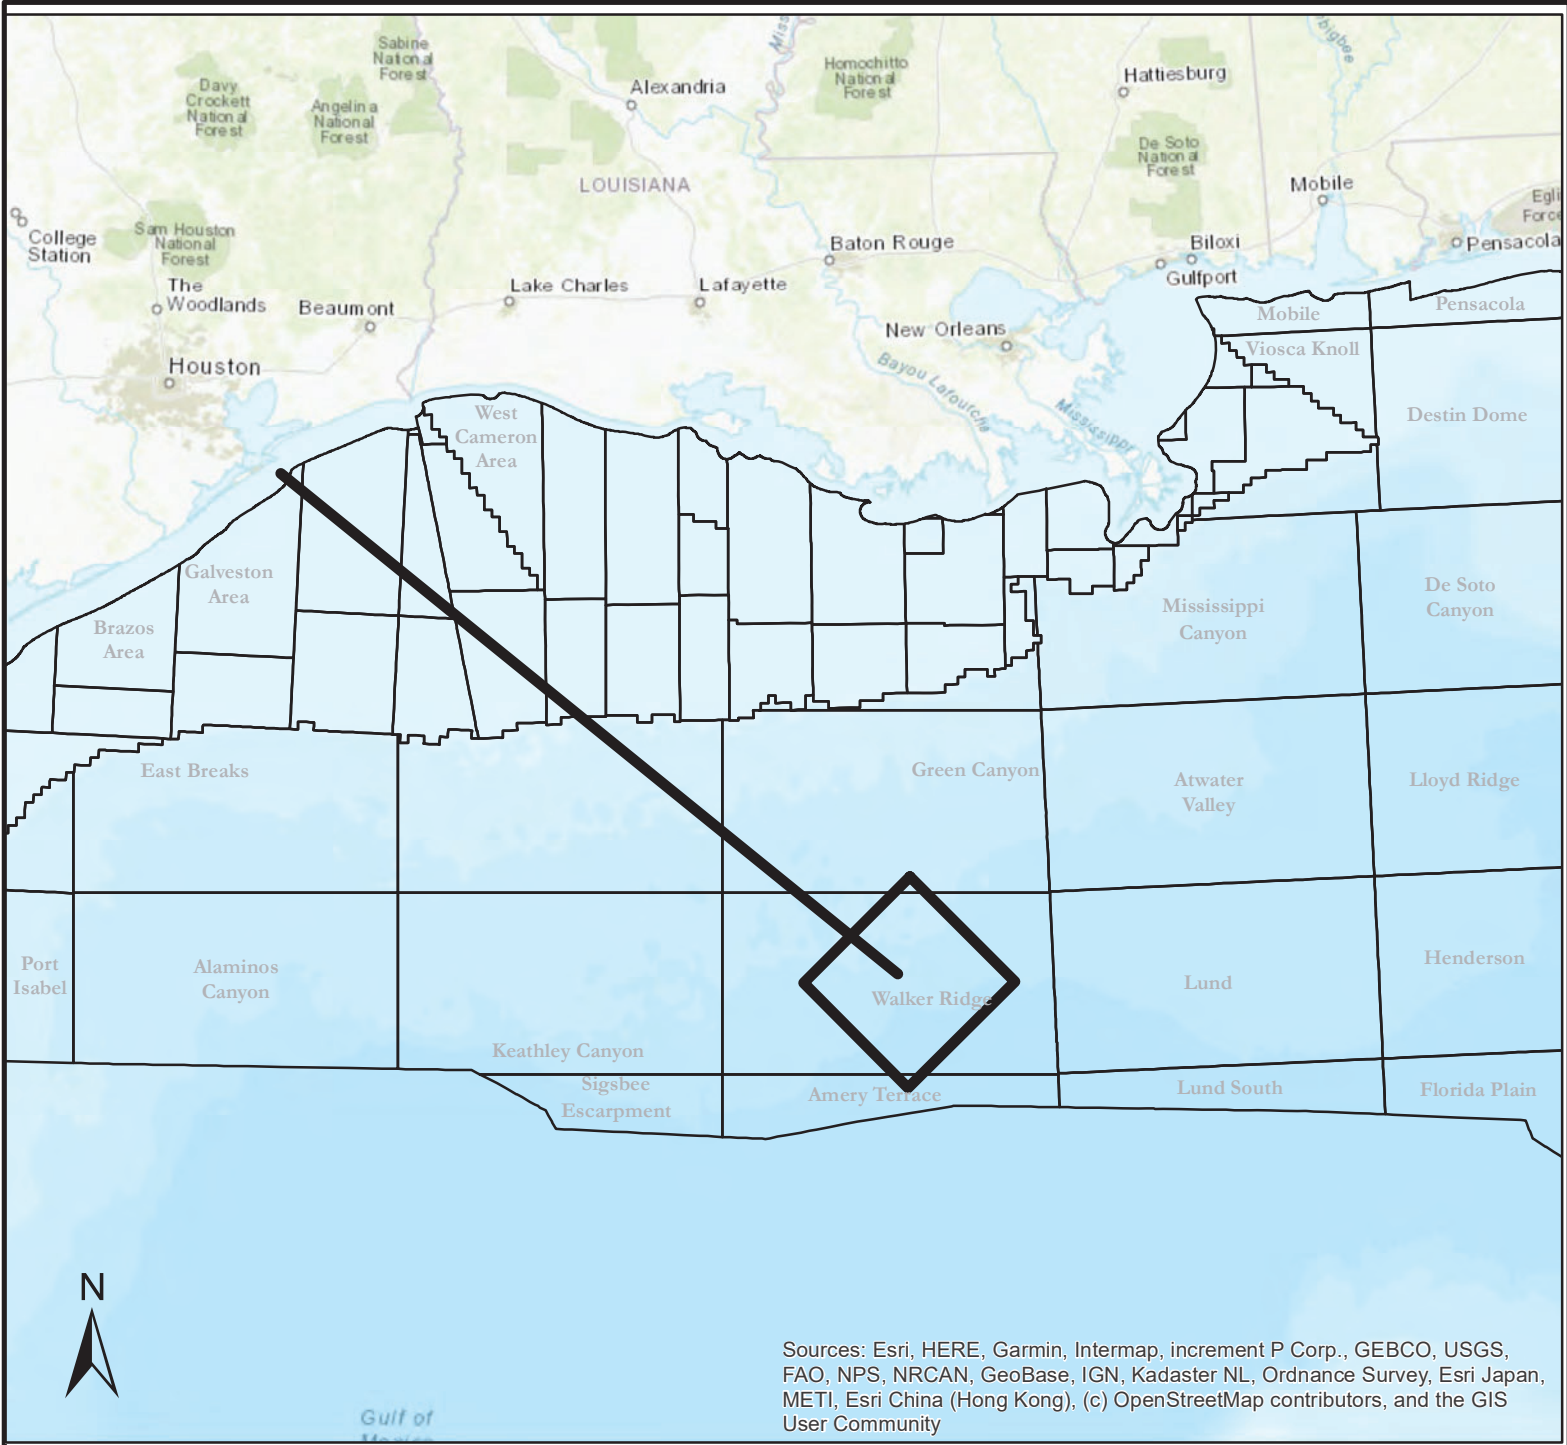 Sabine
National
Forest
Davy
Crockett
National
Forest
Angelina
National
Forest
Alexandria
Homochitto
National
Forest
Hattiesburg
De Soto
National
Forest
LOUISIANA
Mobile
College
Station
Sam Houston
National
Forest
Baton Rouge
Biloxi
Pensacola
Gulfport
The
Woodlands
Beaumont
Lake Charles
Lafayette
New Orleans
Houston
Bayou Lafourche
Mississippi
Mobile
Pensacola
Viosca Knoll
Destin Dome
West
Cameron
Area
Galveston
Area
Brazos
Area
Mississippi
Canyon
De Soto
Canyon
East Breaks
Green Canyon
Atwater
Valley
Lloyd Ridge
Port
Isabel
Alaminos
Canyon
Walker Ridge
Lund
Henderson
Keathley Canyon
Sigsbee
Escarpment
Amery Terrace
Lund South
Florida Plain
N
Sources: Esri, HERE, Garmin, Intermap, increment P Corp., GEBCO, USGS,
FAO, NPS, NRCAN, GeoBase, IGN, Kadaster NL, Ordnance Survey, Esri Japan,
METI, Esri China (Hong Kong), (c) OpenStreetMap contributors, and the GIS
User Community
Gulf of